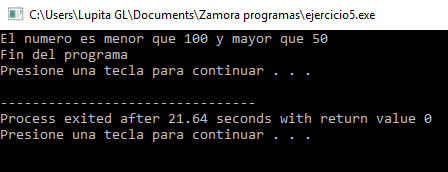 C:\Users\Lupita GL\Documents\Zamora programas\ejercicio5.exe
El numero es menor que 100 y mayor que 50
Fin del programa
Presione una tecla para continuar . . .
--------------------------------
Process exited after 21.64 seconds with return value 0
Presione una tecla para continuar . . .